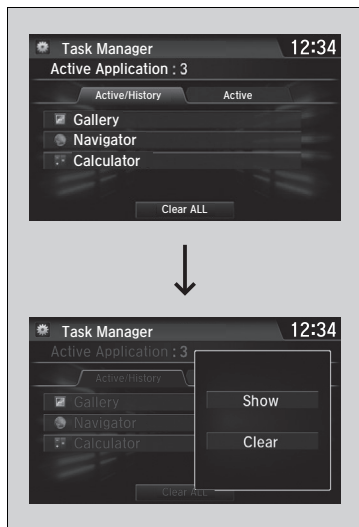 Task Manager 12:34
Active Application : 3
Active/History Active
Gallery
Navigator
Calculator
Clear ALL
Task Manager 12:34
Active Application : 3
Active/History
Gallery
Show
Navigator
Calculator
Clear
Clear ALL